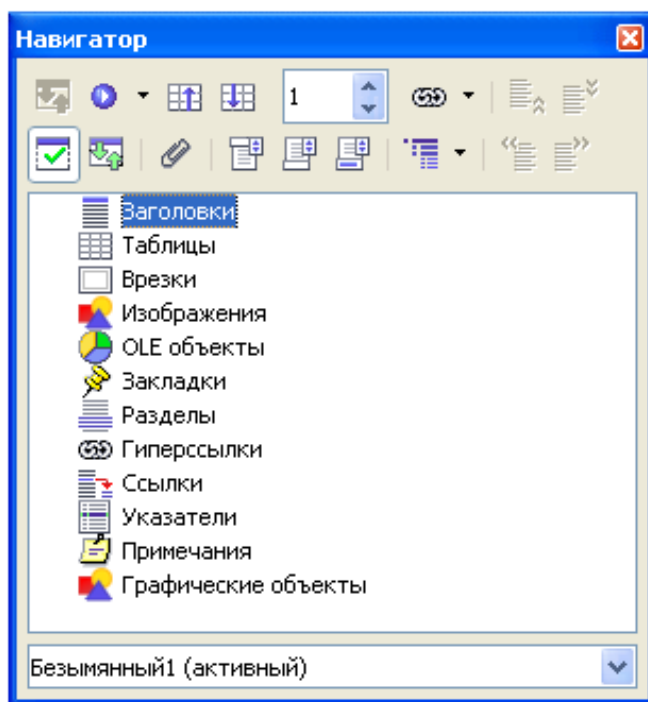 Навигатор
1
Заголовки
Таблицы
Врезки
Изображения
OLE объекты
Закладки
Разделы
Гиперссылки
Ссылки
Указатели
Примечания
Графические объекты
Безымянный1 (активный)